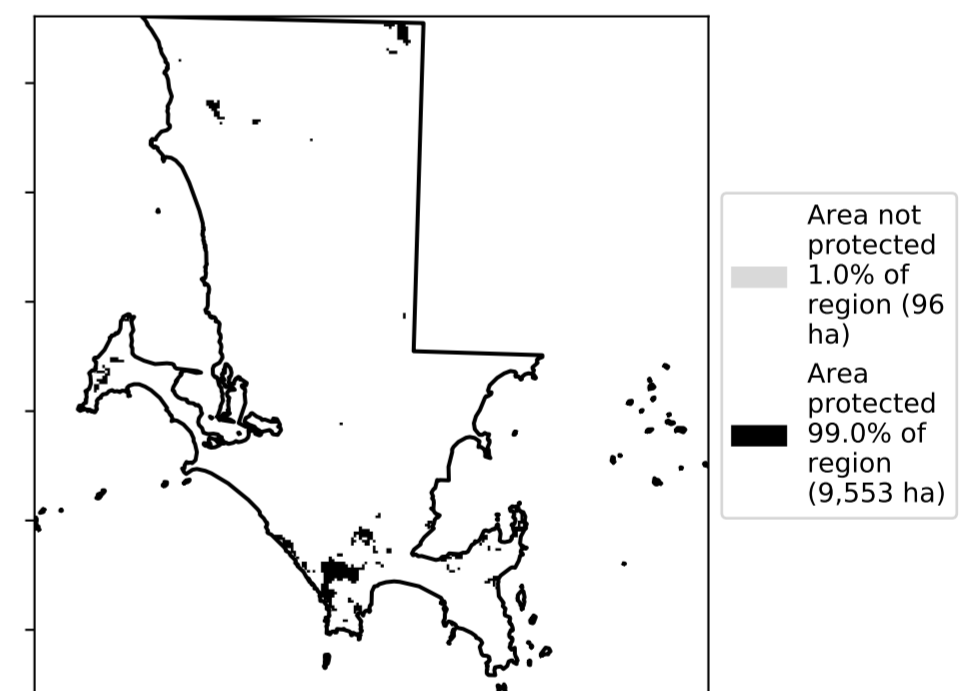 Area not
protected
1.0% of
region (96
ha)
Area
protected
99.0% of
region
(9,553 ha)